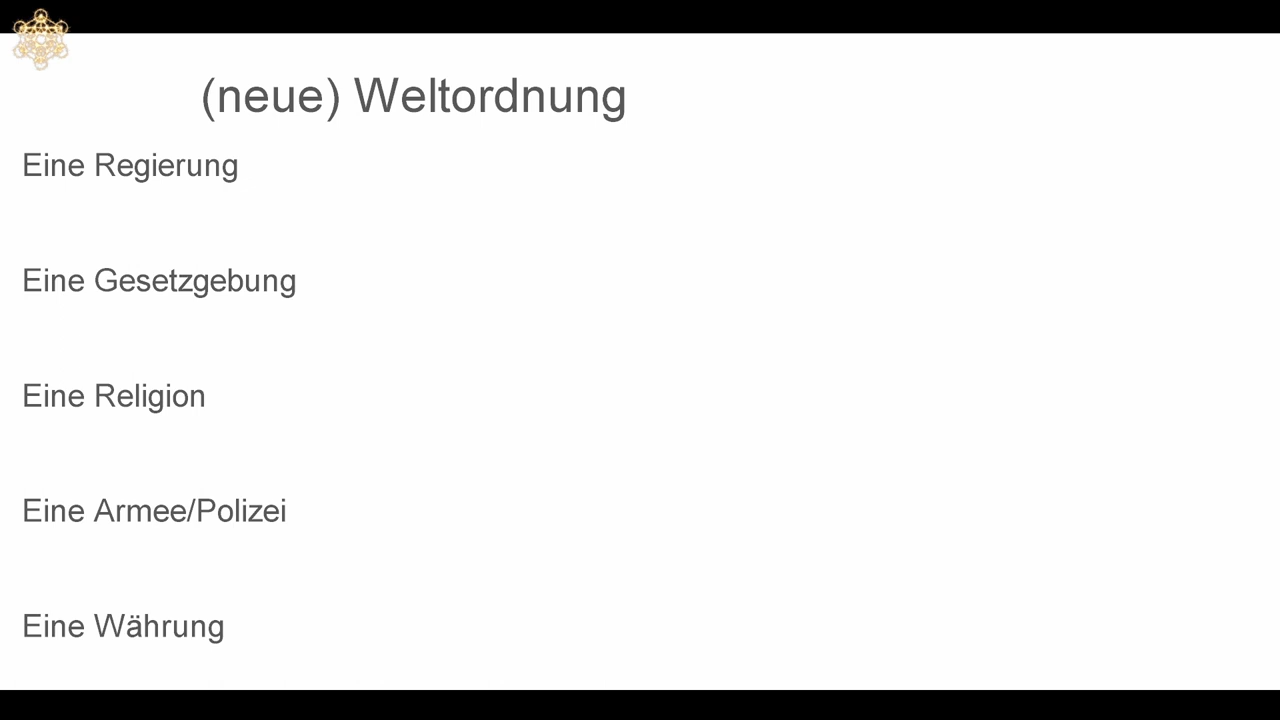 (neue) Weltordnung
Eine Regierung
Eine Gesetzgebung
Eine Religion
Eine Armee/Polizei
Eine Währung